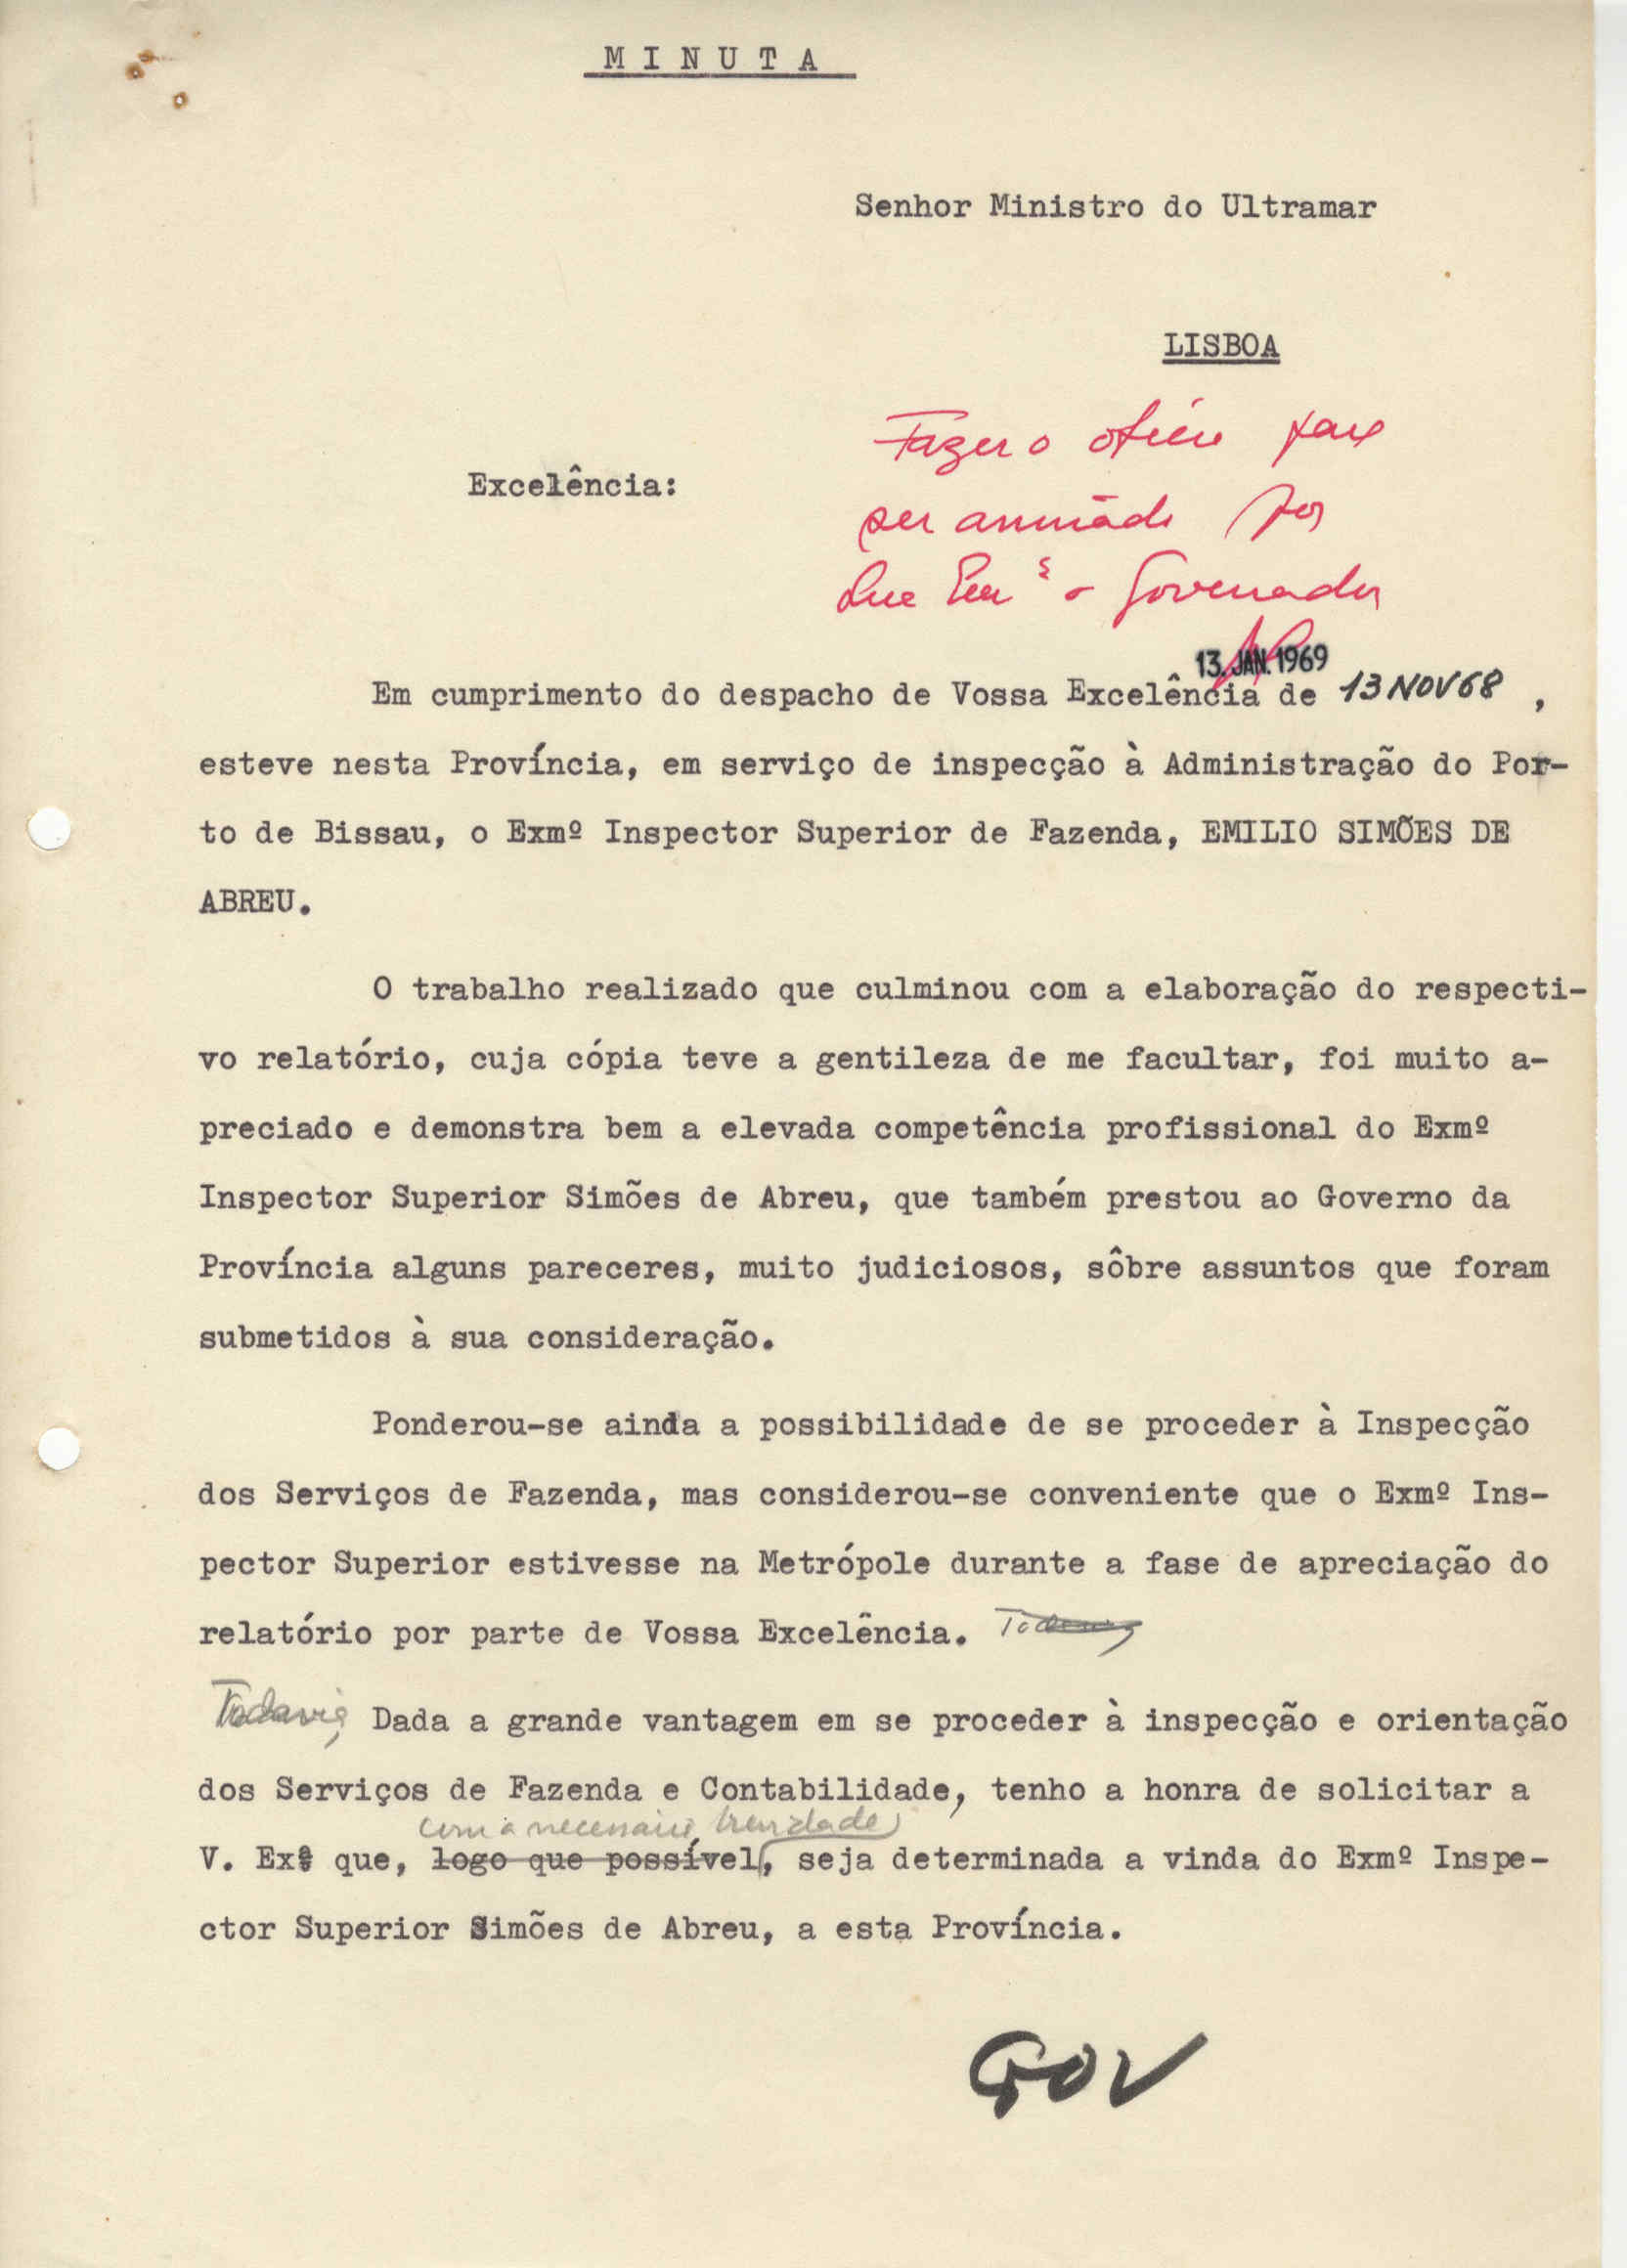 M I N U T A
Senhor Ministro do Ultramar
LISBOA
Fazer o ofício para
Excelência:
ser assinado por
Sua Exª o Governador
13. JAN. 1969
Em cumprimento do despacho de Vossa Excelência de 13 NOV 68 ,
esteve nesta Província, em serviço de inspecção à Administração do Por-
to de Bissau, o Exmº Inspector Superior de Fazenda, EMILIO SIMÕES DE
ABREU.
O trabalho realizado que culminou com a elaboração do respecti-
vo relatório, cuja cópia teve a gentileza de me facultar, foi muito a-
preciado e demonstra bem a elevada competência profissional do Exmº
Inspector Superior Simões de Abreu, que também prestou ao Governo da
Província alguns pareceres, muito judiciosos, sôbre assuntos que foram
submetidos à sua consideração.
Ponderou-se ainda a possibilidade de se proceder à Inspecção
dos Serviços de Fazenda, mas considerou-se conveniente que o Exmº Ins-
pector Superior estivesse na Metrópole durante a fase de apreciação do
relatório por parte de Vossa Excelência.
Todavia, Dada a grande vantagem em se proceder à inspecção e orientação
dos Serviços de Fazenda e Contabilidade, tenho a honra de solicitar a
com a necessária brevidade
V. Exª que, logo que possível, seja determinada a vinda do Exmº Inspe-
ctor Superior Simões de Abreu, a esta Província.
GOV